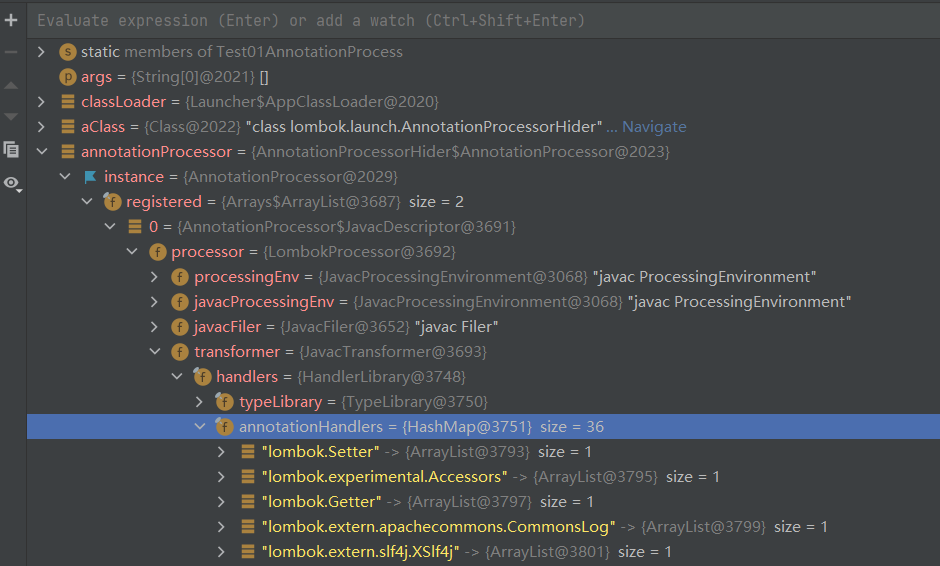 Evaluate expression (Enter) or add a watch (Ctrl+Shift+Enter)
static members of Test01AnnotationProcess
args = {String[0]@2021} []
classLoader = {Launcher$AppClassLoader@2020}
aClass = {Class@2022} "class lombok.launch.AnnotationProcessorHider" ... Navigate
annotationProcessor = {AnnotationProcessorHider$AnnotationProcessor@2023}
instance = {AnnotationProcessor@2029}
registered = {Arrays$ArrayList@3687} size = 2
0 = {AnnotationProcessor$JavacDescriptor@3691}
processor = {LombokProcessor@3692}
processingEnv = {JavacProcessingEnvironment@3068} "javac ProcessingEnvironment"
javacProcessingEnv = {JavacProcessingEnvironment@3068} "javac ProcessingEnvironment"
javacFiler = {JavacFiler@3652} "javac Filer"
transformer = {JavacTransformer@3693}
handlers = {HandlerLibrary@3748}
typeLibrary = {TypeLibrary@3750}
annotationHandlers = {HashMap@3751} size = 36
"lombok.Setter" -> {ArrayList@3793} size = 1
"lombok.experimental.Accessors" -> {ArrayList@3795} size = 1
"lombok.Getter" -> {ArrayList@3797} size = 1
"lombok.extern.apachecommons.CommonsLog" -> {ArrayList@3799} size = 1
"lombok.extern.slf4j.XSlf4j" -> {ArrayList@3801} size = 1